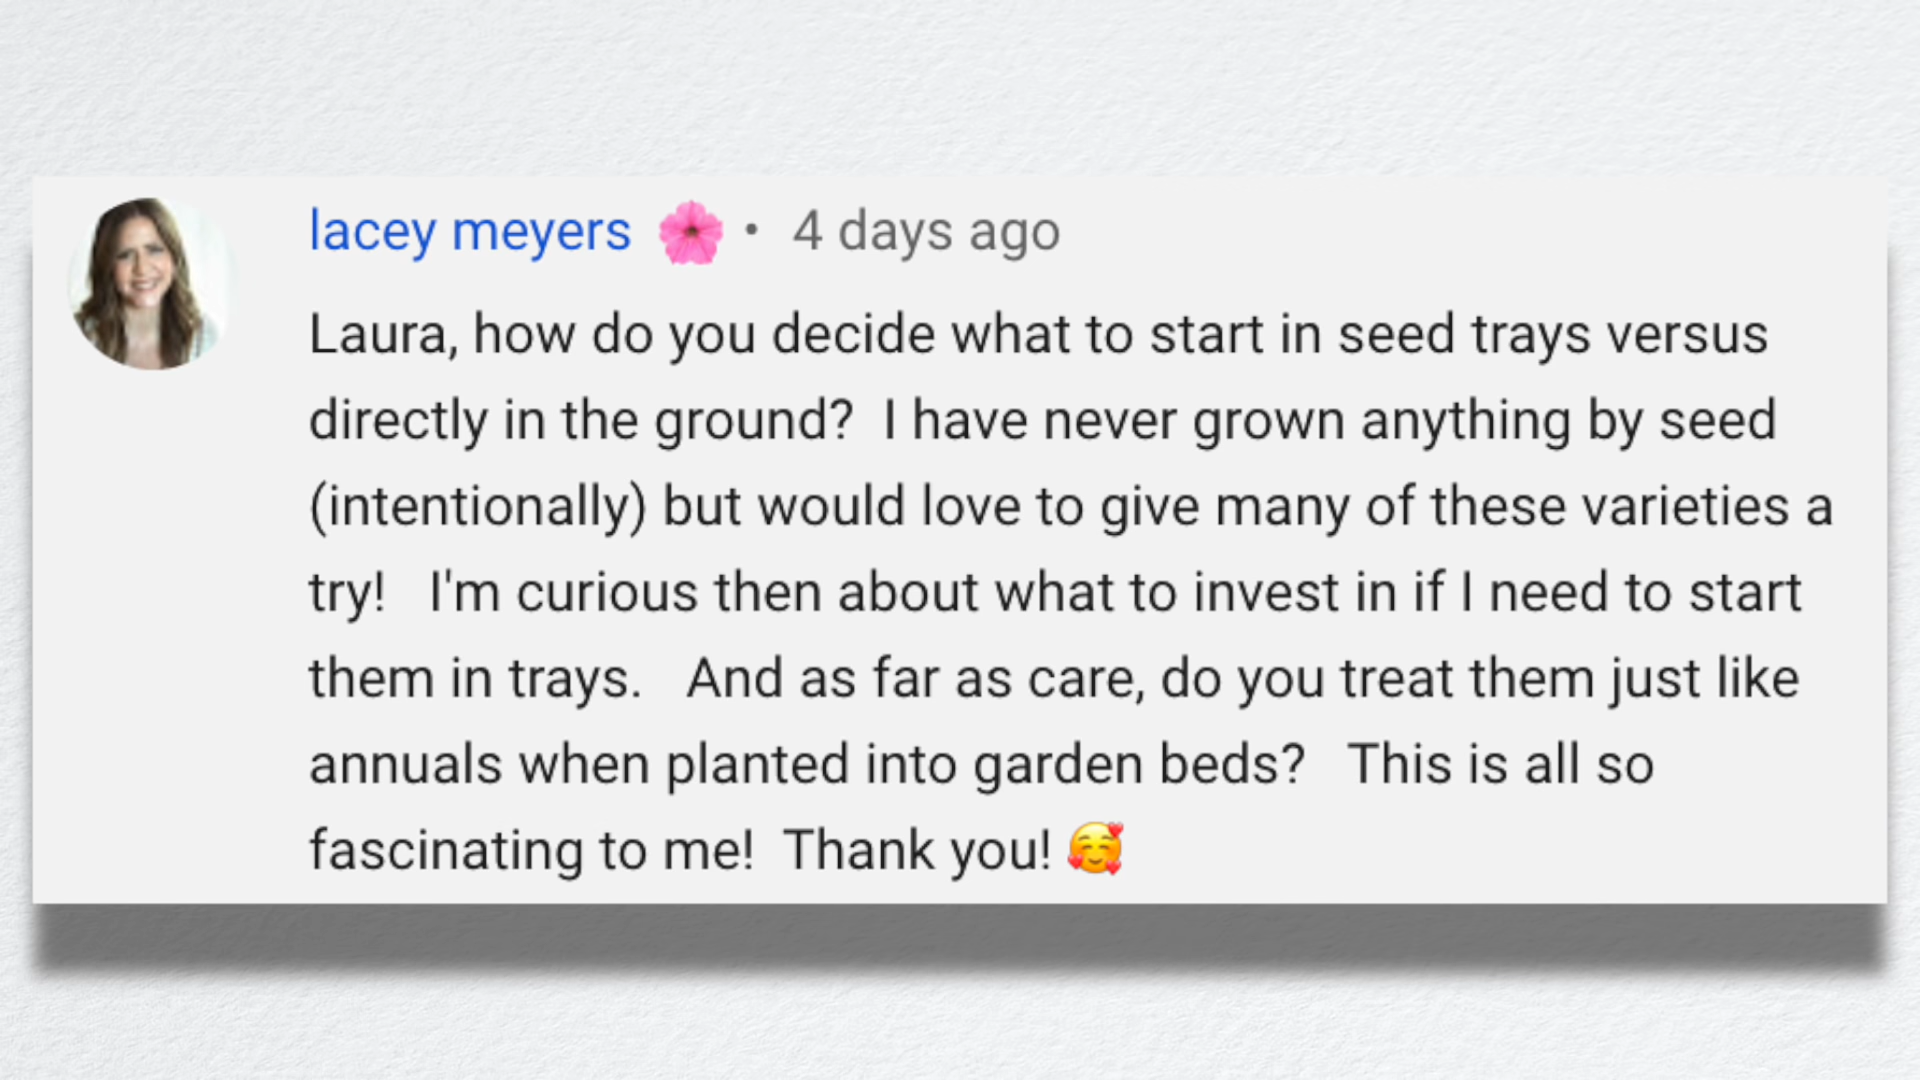 lacey meyers 🌸 • 4 days ago
Laura, how do you decide what to start in seed trays versus
directly in the ground?  I have never grown anything by seed
(intentionally) but would love to give many of these varieties a
try!   I'm curious then about what to invest in if I need to start
them in trays.   And as far as care, do you treat them just like
annuals when planted into garden beds?   This is all so
fascinating to me!  Thank you! 🥰